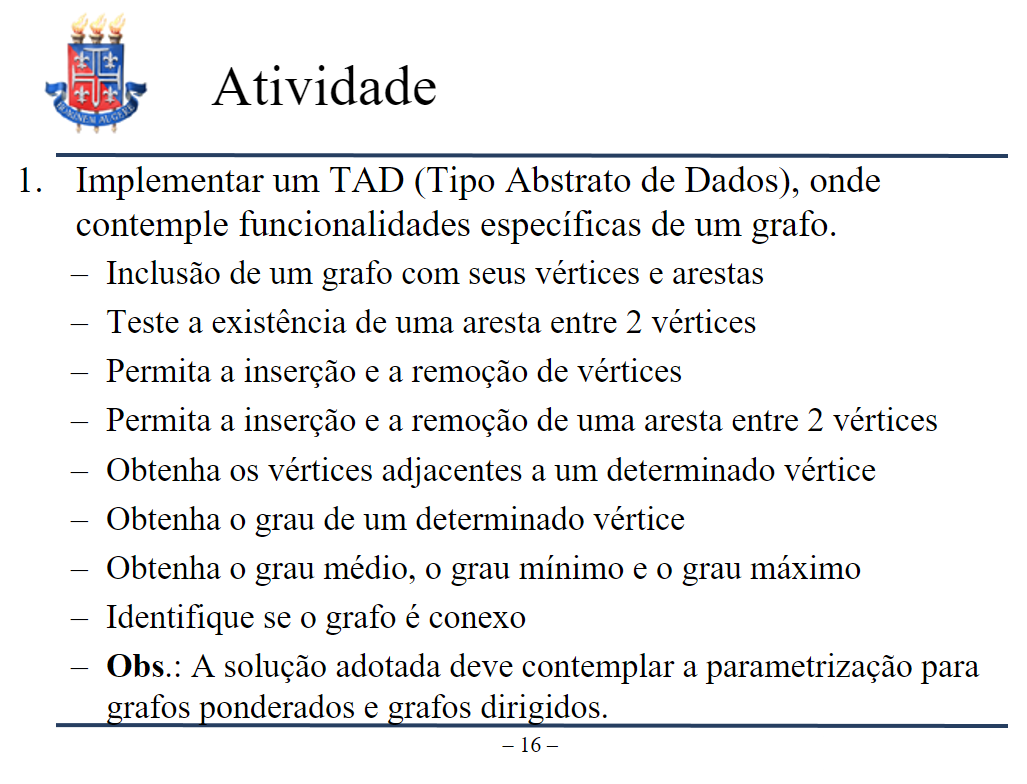 Atividade
1. Implementar um TAD (Tipo Abstrato de Dados), onde
contemple funcionalidades específicas de um grafo.
– Inclusão de um grafo com seus vértices e arestas
– Teste a existência de uma aresta entre 2 vértices
– Permita a inserção e a remoção de vértices
– Permita a inserção e a remoção de uma aresta entre 2 vértices
– Obtenha os vértices adjacentes a um determinado vértice
– Obtenha o grau de um determinado vértice
– Obtenha o grau médio, o grau mínimo e o grau máximo
– Identifique se o grafo é conexo
– Obs.: A solução adotada deve contemplar a parametrização para
grafos ponderados e grafos dirigidos.
– 16 –